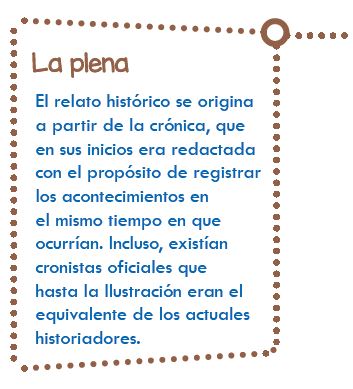 La plena
El relato histórico se origina
a partir de la crónica, que
en sus inicios era redactada
con el propósito de registrar
los acontecimientos en
el mismo tiempo en que
ocurrían. Incluso, existían
cronistas oficiales que
hasta la Ilustración eran el
equivalente de los actuales
historiadores.